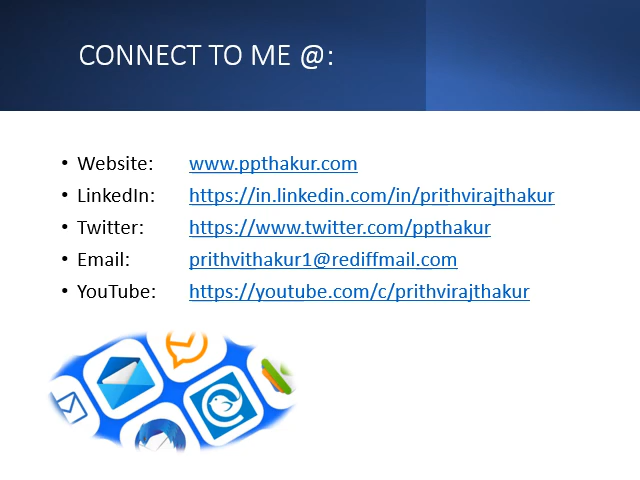 CONNECT TO ME @:
• Website: www.ppthakur.com
• LinkedIn: https://in.linkedin.com/in/prithvirajthakur
• Twitter: https://www.twitter.com/ppthakur
• Email: prithvithakur1@rediffmail.com
• YouTube: https://youtube.com/c/prithvirajthakur